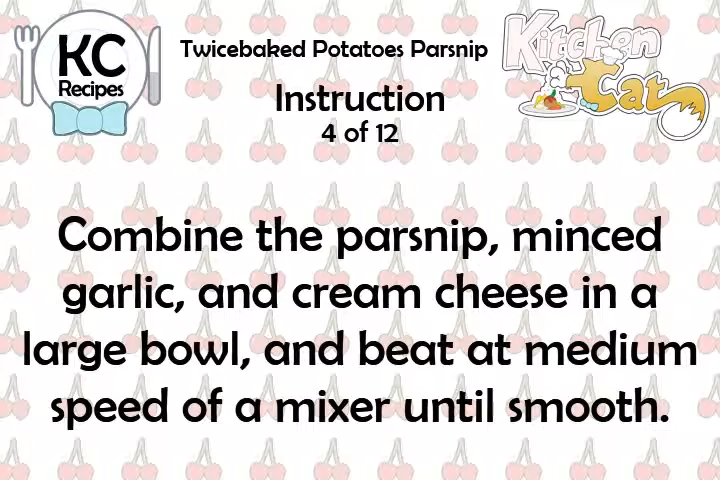 KC
Recipes
Twicebaked Potatoes Parsnip
Kitchen
Cat
Instruction
4 of 12
Combine the parsnip, minced
garlic, and cream cheese in a
large bowl, and beat at medium
speed of a mixer until smooth.